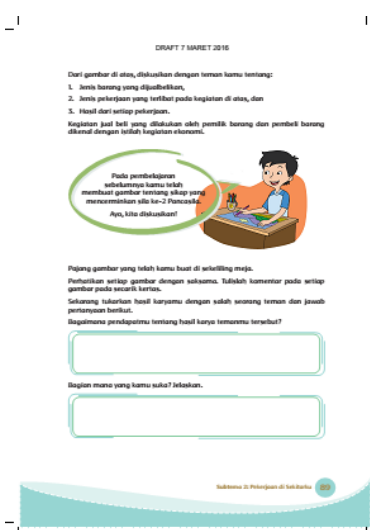 DRAFT 7 MARET 2016
Dari gambar di atas, diskusikan dengan teman kamu tentang:
1. Jenis barang yang dijualbelikan,
2. Jenis pekerjaan yang terlibat pada kegiatan di atas, dan
3. Hasil dari setiap pekerjaan.
Kegiatan jual beli yang dilakukan oleh pemilik barang dan pembeli barang
dikenal dengan istilah kegiatan ekonomi.
Pada pembelajaran
sebelumnya kamu telah
membuat gambar tentang sikap yang
mencerminkan sila ke-2 Pancasila.
Ayo, kita diskusikan!
Pajang gambar yang telah kamu buat di sekeliling meja.
Perhatikan setiap gambar dengan saksama. Tulislah komentar pada setiap
gambar pada secarik kertas.
Sekarang tukarkan hasil karyamu dengan salah seorang teman dan jawab
pertanyaan berikut.
Bagaimana pendapatmu tentang hasil karya temanmu tersebut?
Bagian mana yang kamu suka? Jelaskan.
Subtema 2: Pekerjaan di Sekitarku